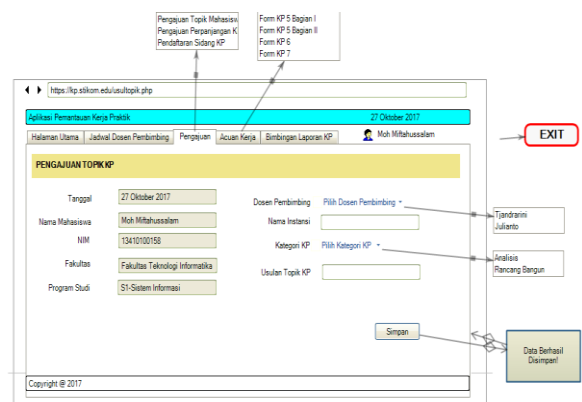 Pengajuan Topik Mahasisw
Pengajuan Perpanjangan K
Pendaftaran Sidang KP
Form KP 5 Bagian I
Form KP 5 Bagian II
Form KP 6
Form KP 7
https://kp.stikom.edu/usultopik.php
Aplikasi Pemantauan Kerja Praktik 27 Oktober 2017
Halaman Utama Jadwal Dosen Pembimbing Pengajuan Acuan Kerja Bimbingan Laporan KP Moh Miftahussalam
EXIT
PENGAJUAN TOPIK KP
Tanggal 27 Oktober 2017
Nama Mahasiswa Moh Miftahussalam
NIM 13410100158
Fakultas Fakultas Teknologi Informatika
Program Studi S1-Sistem Informasi
Dosen Pembimbing Pilih Dosen Pembimbing
Nama Instansi
Kategori KP Pilih Kategori KP
Usulan Topik KP
Tjandrarini
Julianto
Analisis
Rancang Bangun
Simpan
Data Berhasil
Disimpan!
Copyright @ 2017